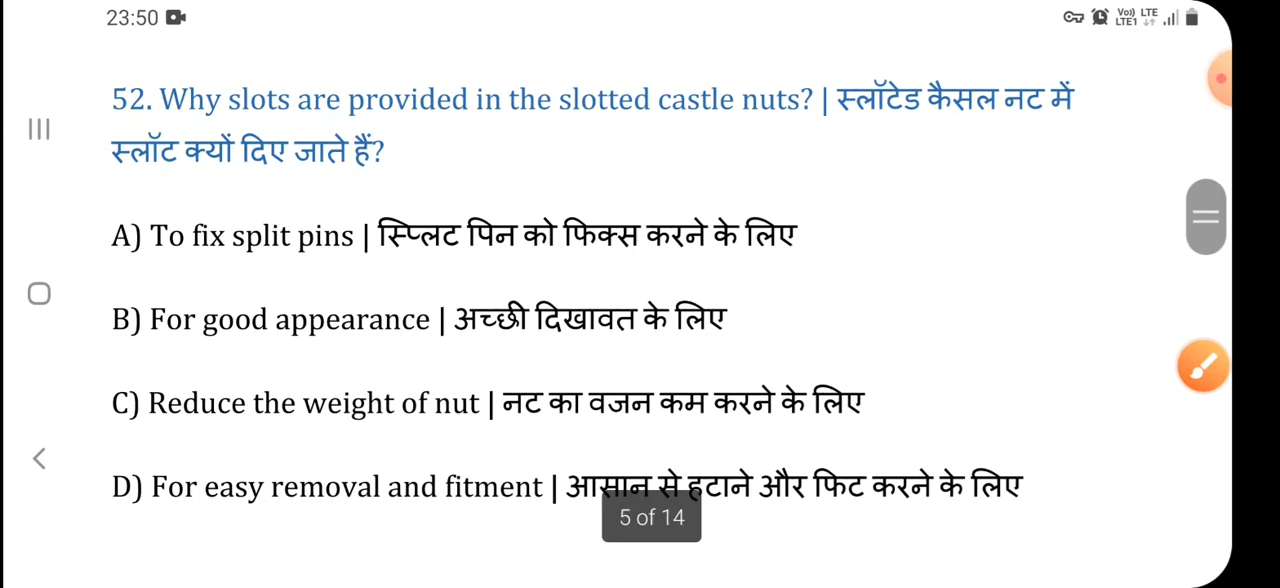 23:50
Vo)) LTE
LTE1
52. Why slots are provided in the slotted castle nuts? | स्लॉटेड कैसल नट में
स्लॉट क्यों दिए जाते हैं?
A) To fix split pins | स्प्लिट पिन को फिक्स करने के लिए
B) For good appearance | अच्छी दिखावत के लिए
C) Reduce the weight of nut | नट का वजन कम करने के लिए
D) For easy removal and fitment | आसान से हटाने और फिट करने के लिए
5 of 14